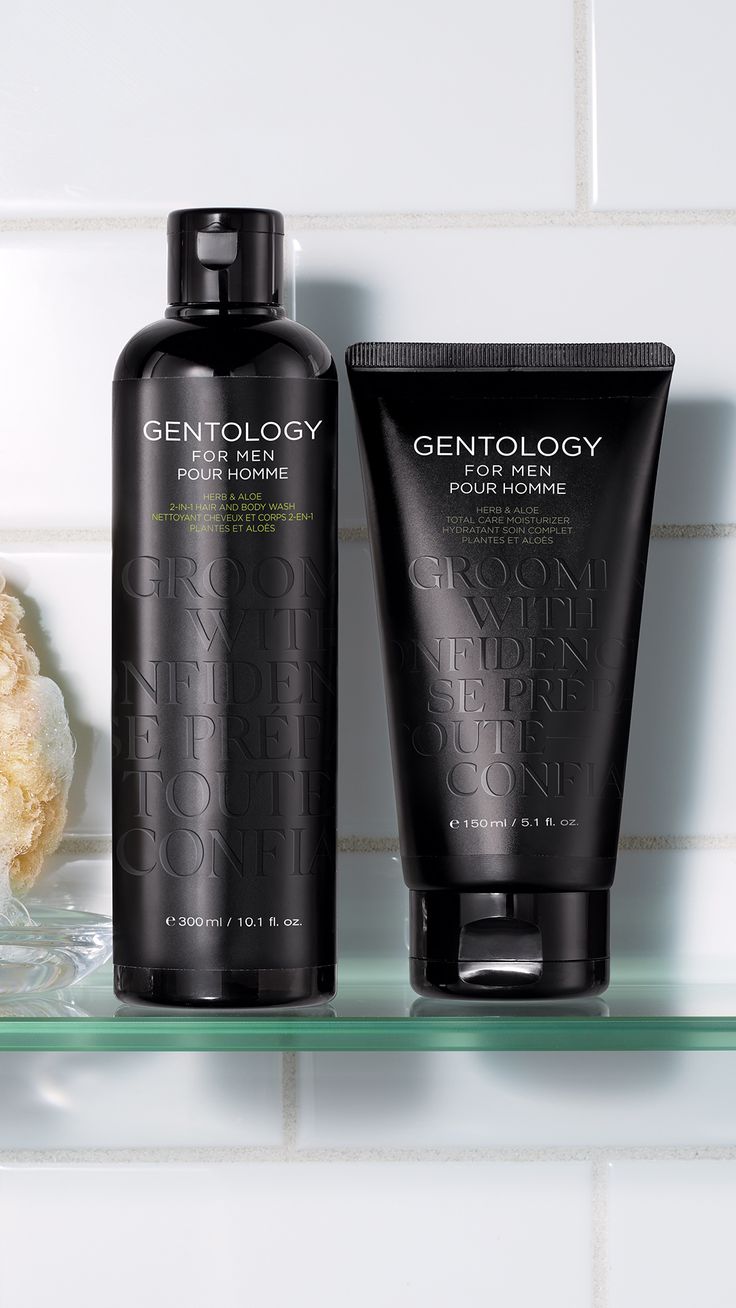 GENTOLOGY
FOR MEN
POUR HOMME
HERB & ALOE
2-IN-1 HAIR AND BODY WASH
NETTOYANT CHEVEUX ET CORPS 2-EN-1
PLANTES ET ALOÈS
GROOM
WITH
ONFIDEN
SE PRÉPA
TOUTE
CONFIA
e 300 ml / 10.1 fl. oz.
GENTOLOGY
FOR MEN
POUR HOMME
HERB & ALOE
TOTAL CARE MOISTURIZER
HYDRATANT SOIN COMPLET
PLANTES ET ALOÈS
GROOMIN
WITH
ONFIDENC
SE PRÉPA
TOUTE—
CONFIA
e 150 ml / 5.1 fl. oz.